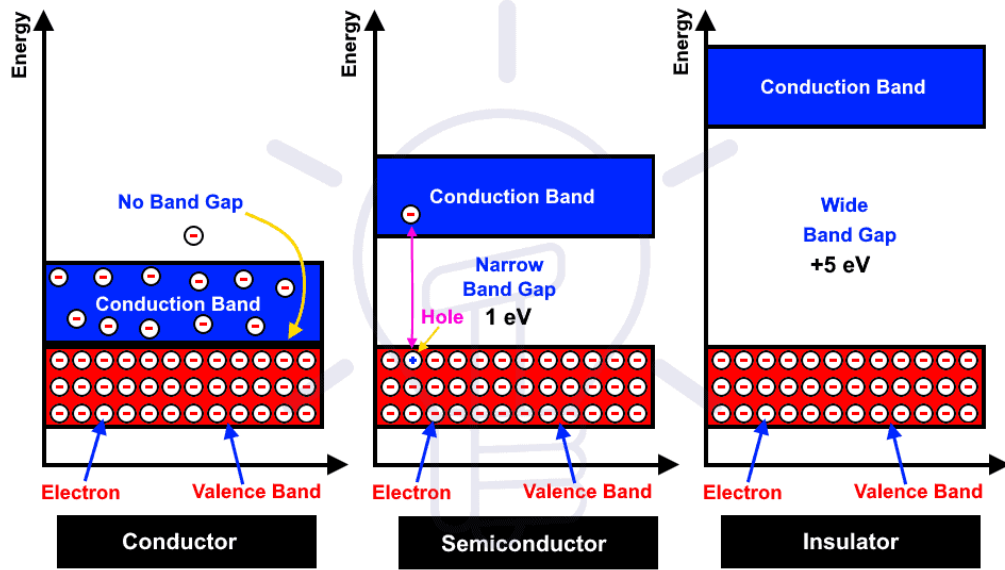 Energy
No Band Gap
Conduction Band
Electron
Valence Band
Conductor
Energy
Conduction Band
Narrow
Band Gap
1 eV
Hole
Electron
Valence Band
Semiconductor
Energy
Conduction Band
Wide
Band Gap
+5 eV
Electron
Valence Band
Insulator